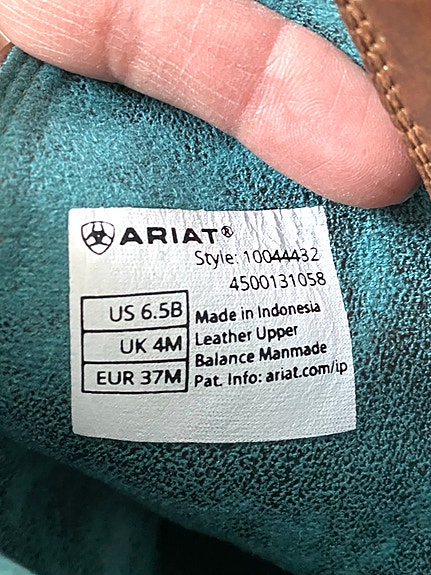 ARIAT®
Style: 10044432
4500131058
US 6.5B
UK 4M
EUR 37M
Made in Indonesia
Leather Upper
Balance Manmade
Pat. Info: ariat.com/ip